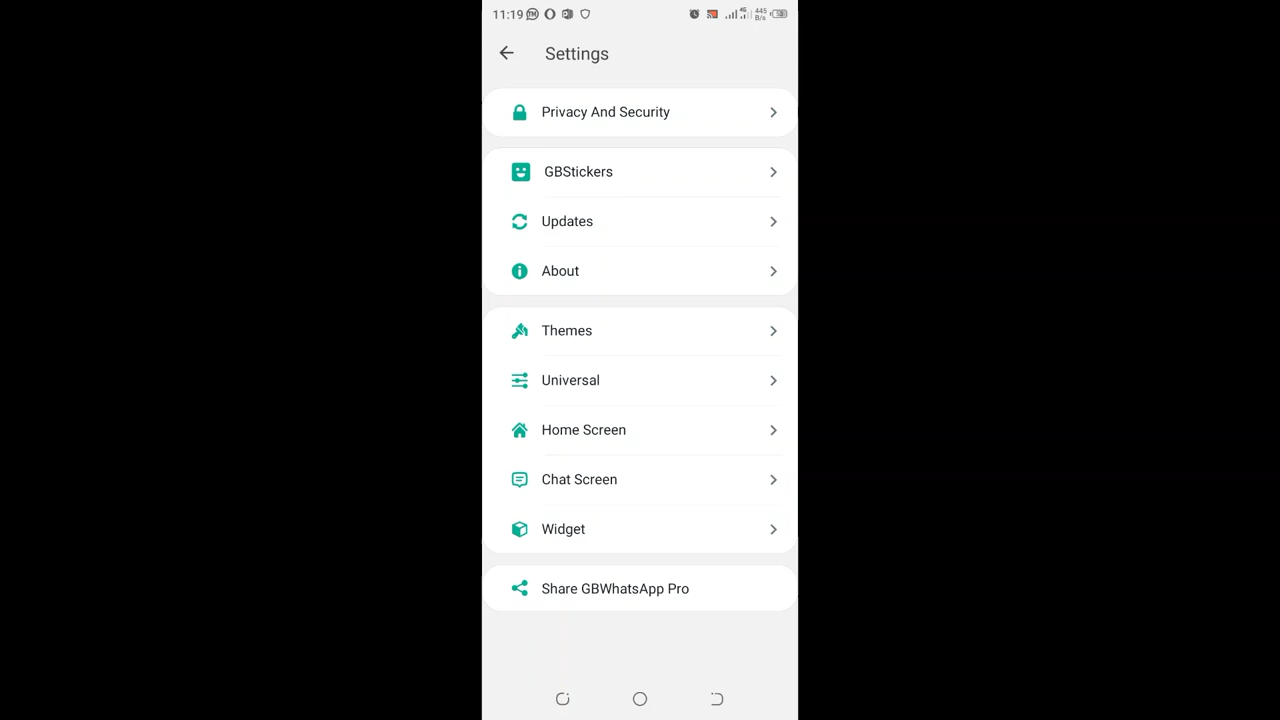 11:19
445 B/s
Settings
Privacy And Security
GBStickers
Updates
About
Themes
Universal
Home Screen
Chat Screen
Widget
Share GBWhatsApp Pro